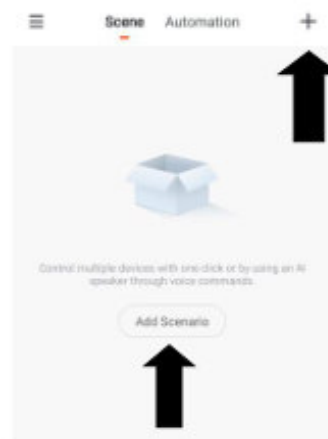 Scene Automation
Control multiple devices with one click or by using an AI
speaker through voice commands.
Add Scenario